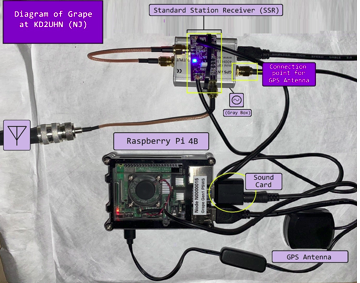 Diagram of Grape
at KD2UHN (NJ)
Standard Station Receiver (SSR)
Connection
point for
GPS Antenna
(Gray Box)
Raspberry Pi 4B
Sound
Card
GPS Antenna